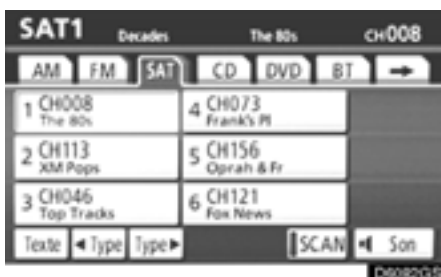 SAT1 Decades The 80s CH008
AM FM SAT CD DVD BT
1 CH008 4 CH073
The 80s Frank's Pl
2 CH113 5 CH156
XM Pops Oprah & Fr
3 CH046 6 CH121
Top Tracks Fox News
Texte ◄Type Type► SCAN Son